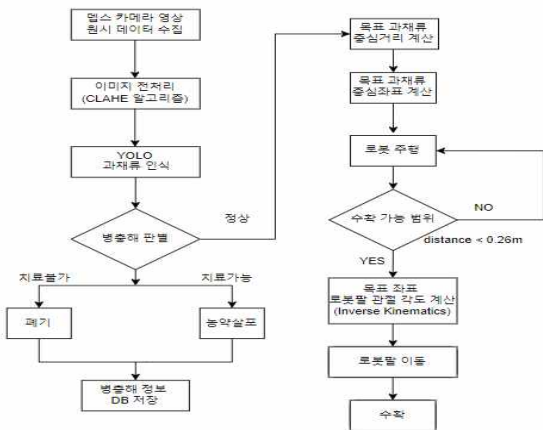 뎁스 카메라 영상
원시 데이터 수집
이미지 전처리
(CLAHE 알고리즘)
YOLO
과채류 인식
병충해 판별
정상
치료불가
치료가능
폐기
농약살포
병충해 정보
DB 저장
목표 과채류
중심거리 계산
목표 과채류
중심좌표 계산
로봇 주행
수확 가능 범위
NO
distance < 0.26m
YES
목표 좌표
로봇팔 관절 각도 계산
(Inverse Kinematics)
로봇팔 이동
수확